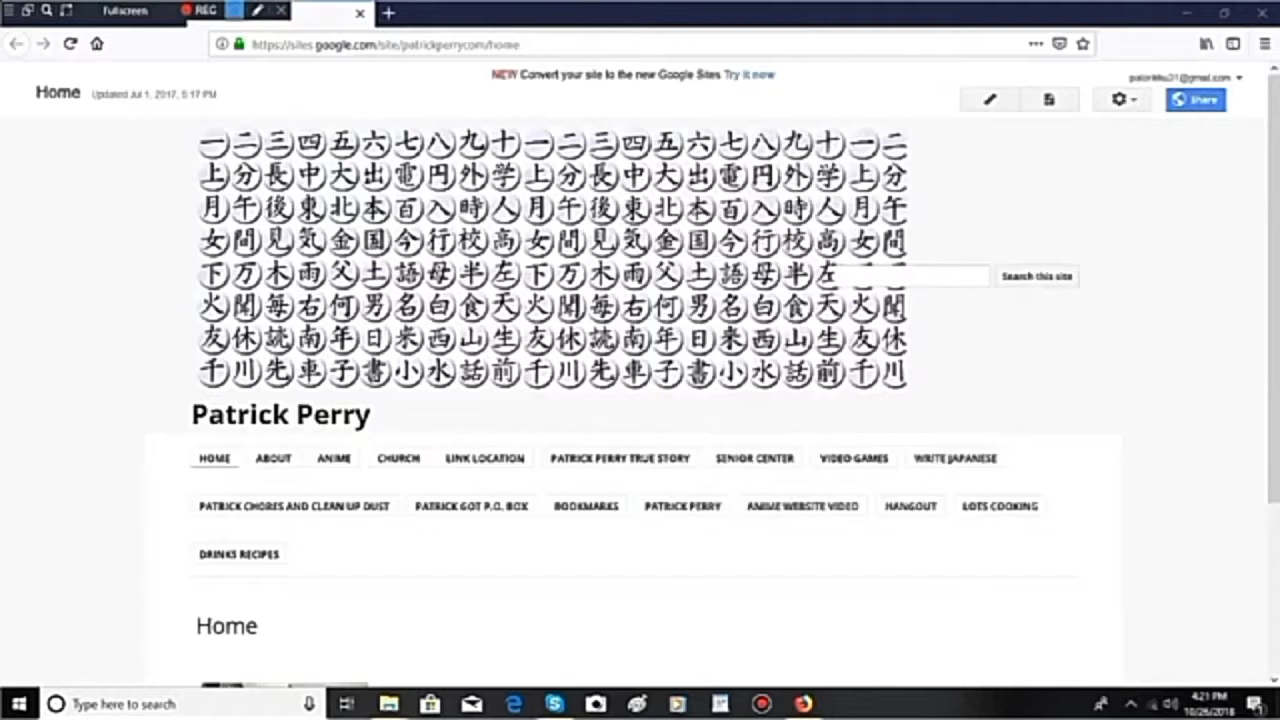 Fullscreen REC
https://sites.google.com/site/patrickperrycom/home
NEW Convert your site to the new Google Sites Try it now
Home Updated Jul 1, 2017, 5:17 PM
Share
一二三四五六七八九十一二三四五六七八九十一二
上分長中大出電円外学上分長中大出電円外学上分
月午後東北本百入時人月午後東北本百入時人月午
女間見気金国今行校高女間見気金国今行校高女間
下万木雨父土語母半左下万木雨父土語母半左
Search this site
火聞毎右何男名白食天火聞毎右何男名白食天火聞
友休読南年日来西山生友休読南年日来西山生友休
千川先車子書小水話前千川先車子書小水話前千川
Patrick Perry
HOME ABOUT ANIME CHURCH LINK LOCATION PATRICK PERRY TRUE STORY SENIOR CENTER VIDEO GAMES WRITE JAPANESE
PATRICK CHORES AND CLEAN UP DUST PATRICK GOT P.O. BOX BOOKMARKS PATRICK PERRY ANIME WEBSITE VIDEO HANGOUT LOTS COOKING
DRINKS RECIPES
Home
Type here to search
4:21 PM
10/26/2018